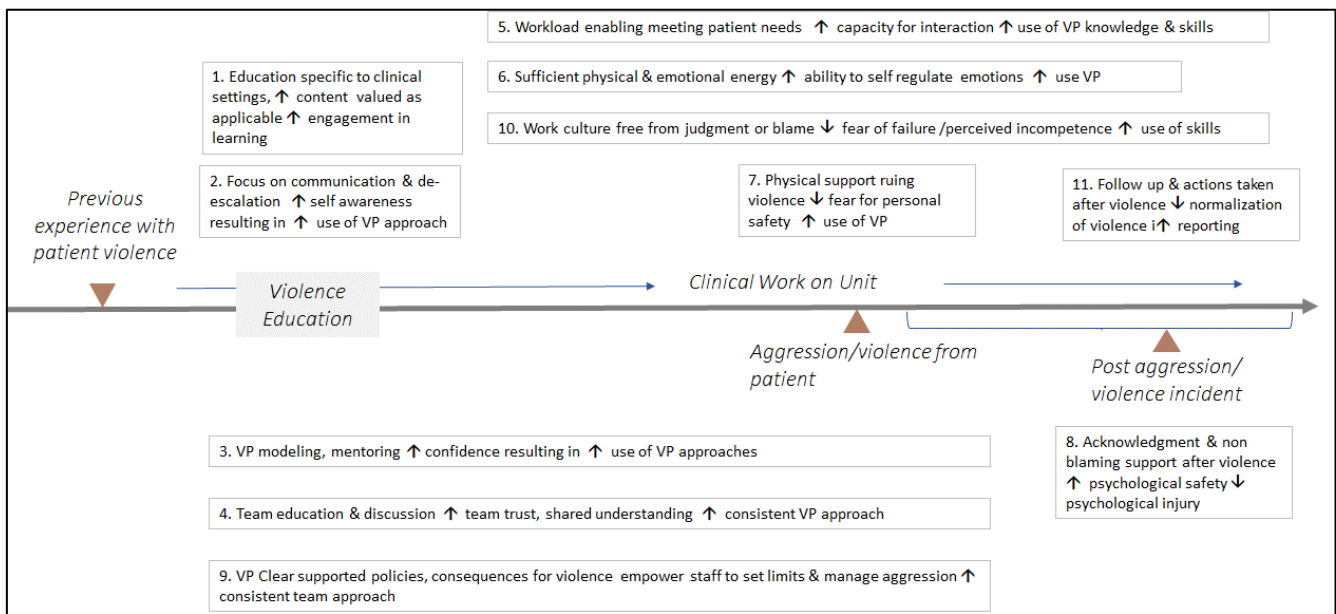 5. Workload enabling meeting patient needs ↑ capacity for interaction ↑ use of VP knowledge & skills
1. Education specific to clinical
settings, ↑ content valued as
applicable ↑ engagement in
learning
6. Sufficient physical & emotional energy ↑ ability to self regulate emotions ↑ use VP
10. Work culture free from judgment or blame ↓ fear of failure /perceived incompetence ↑ use of skills
2. Focus on communication & de-
escalation ↑ self awareness
resulting in ↑ use of VP approach
7. Physical support ruing
violence ↓ fear for personal
safety ↑ use of VP
11. Follow up & actions taken
after violence ↓ normalization
of violence i↑ reporting
Previous
experience with
patient violence
Violence
Education
Clinical Work on Unit
Aggression/violence from
patient
Post aggression/
violence incident
3. VP modeling, mentoring ↑ confidence resulting in ↑ use of VP approaches
4. Team education & discussion ↑ team trust, shared understanding ↑ consistent VP approach
8. Acknowledgment & non
blaming support after violence
↑ psychological safety ↓
psychological injury
9. VP Clear supported policies, consequences for violence empower staff to set limits & manage aggression ↑
consistent team approach